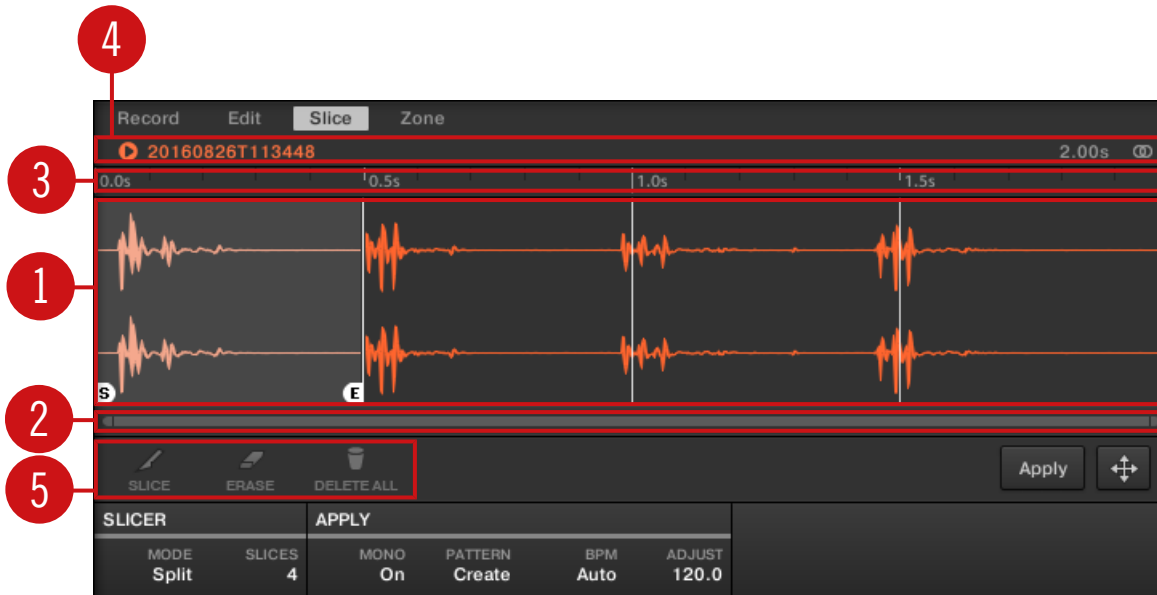 4
Record Edit Slice Zone
20160826T113448 2.00s
3
0.0s 0.5s 1.0s 1.5s
1
S E
2
5
SLICE ERASE DELETE ALL Apply
SLICER APPLY
MODE SLICES MONO PATTERN BPM ADJUST
Split 4 On Create Auto 120.0